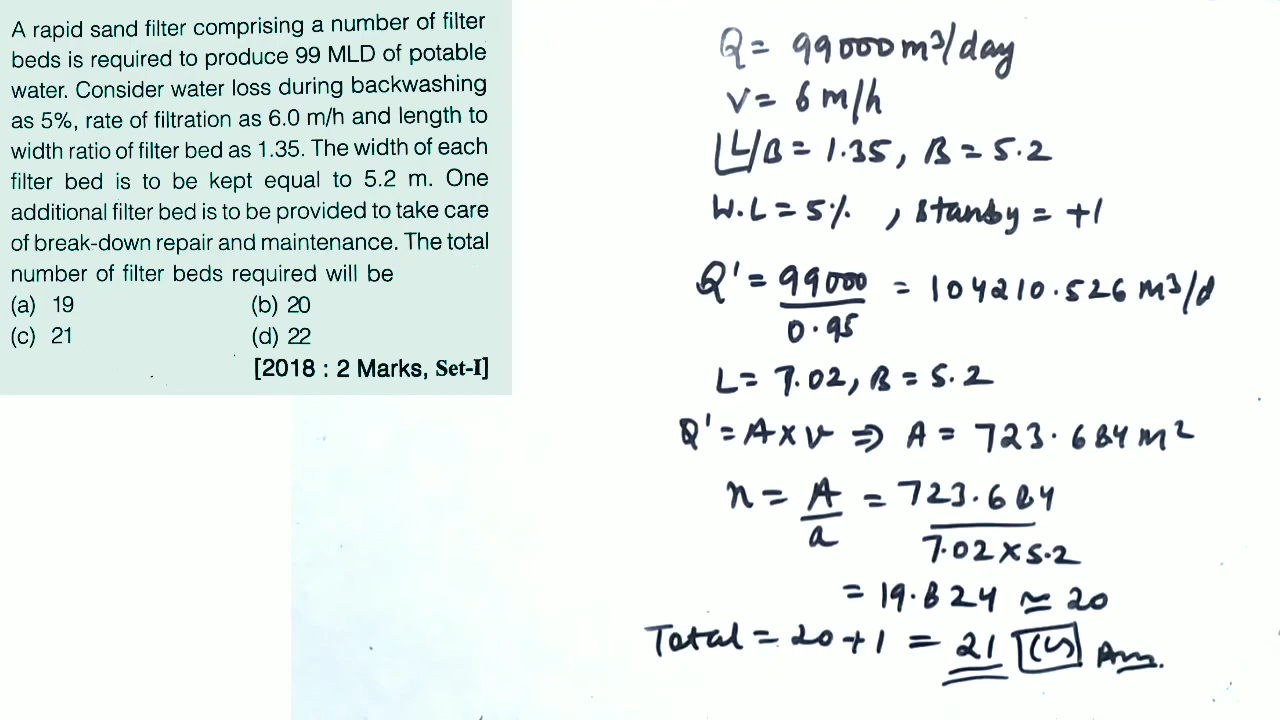 A rapid sand filter comprising a number of filter
beds is required to produce 99 MLD of potable
water. Consider water loss during backwashing
as 5%, rate of filtration as 6.0 m/h and length to
width ratio of filter bed as 1.35. The width of each
filter bed is to be kept equal to 5.2 m. One
additional filter bed is to be provided to take care
of break-down repair and maintenance. The total
number of filter beds required will be
(a) 19 (b) 20
(c) 21 (d) 22
[2018 : 2 Marks, Set-I]
Q = 99000 m³/day
V = 6 m/h
L/B = 1.35, B = 5.2
W.L = 5% , Stanby = +1
Q' = 99000/0.95 = 104210.526 m³/d
L = 7.02, B = 5.2
Q' = A × V ⇒ A = 723.684 m²
n = A/a = 723.684/7.02 × 5.2
= 19.824 ≃ 20
Total = 20 + 1 = 21 (c) Ans.